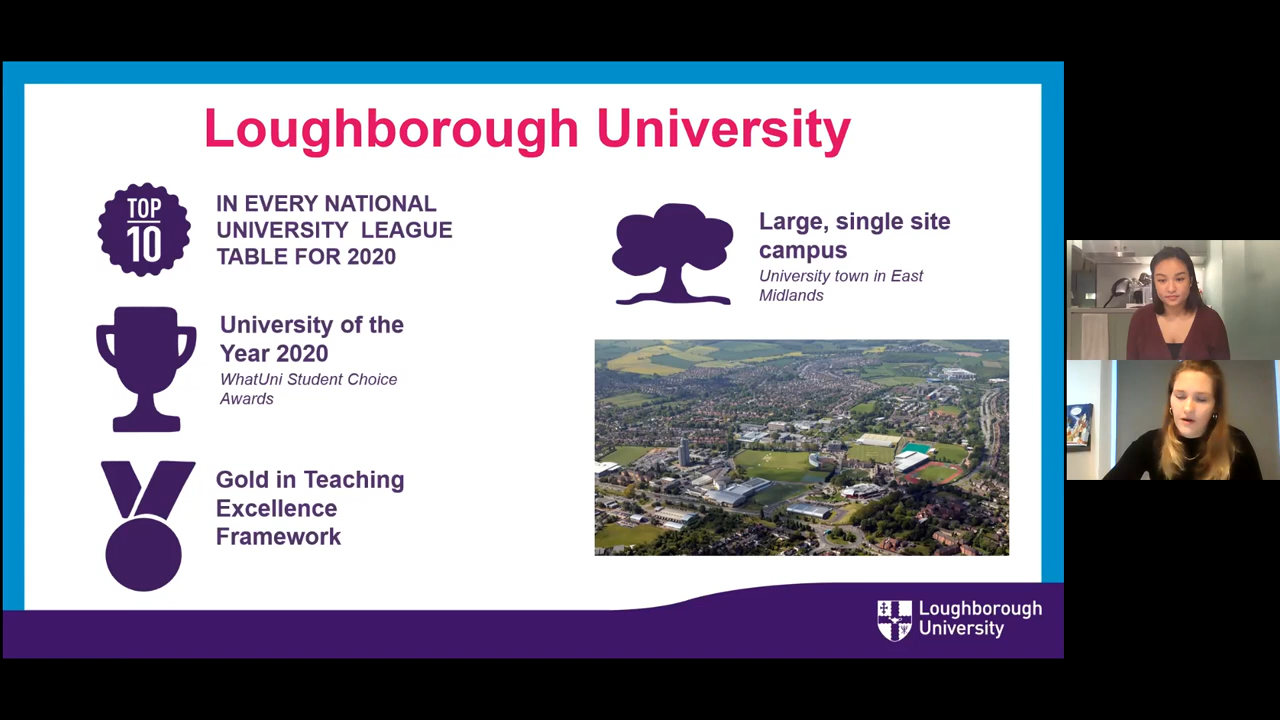 Loughborough University
TOP
10
IN EVERY NATIONAL
UNIVERSITY LEAGUE
TABLE FOR 2020
University of the
Year 2020
WhatUni Student Choice
Awards
Gold in Teaching
Excellence
Framework
Large, single site
campus
University town in East
Midlands
Loughborough
University